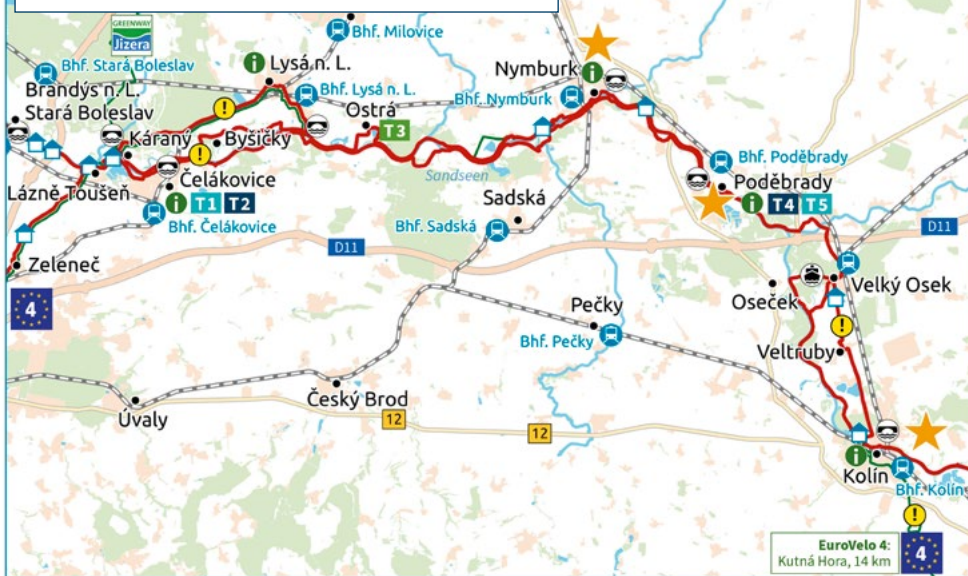 GREENWAY
Jizera
Bhf. Milovice
Bhf. Stará Boleslav
Lysá n. L.
Nymburk
Brandýs n. L.
Stará Boleslav
Bhf. Lysá n. L.
Bhf. Nymburk
Ostrá
T3
Káraný
Byšičky
Bhf. Poděbrady
Lázně Toušeň
Čelákovice
Sandseen
Poděbrady
T1 T2
T4 T5
Sadská
Bhf. Čelákovice
Bhf. Sadská
D11
D11
Zeleneč
Velký Osek
4
Oseček
Pečky
Bhf. Pečky
Veltruby
Český Brod
Úvaly
12
12
Kolín
Bhf. Kolín
EuroVelo 4:
Kutná Hora, 14 km
4